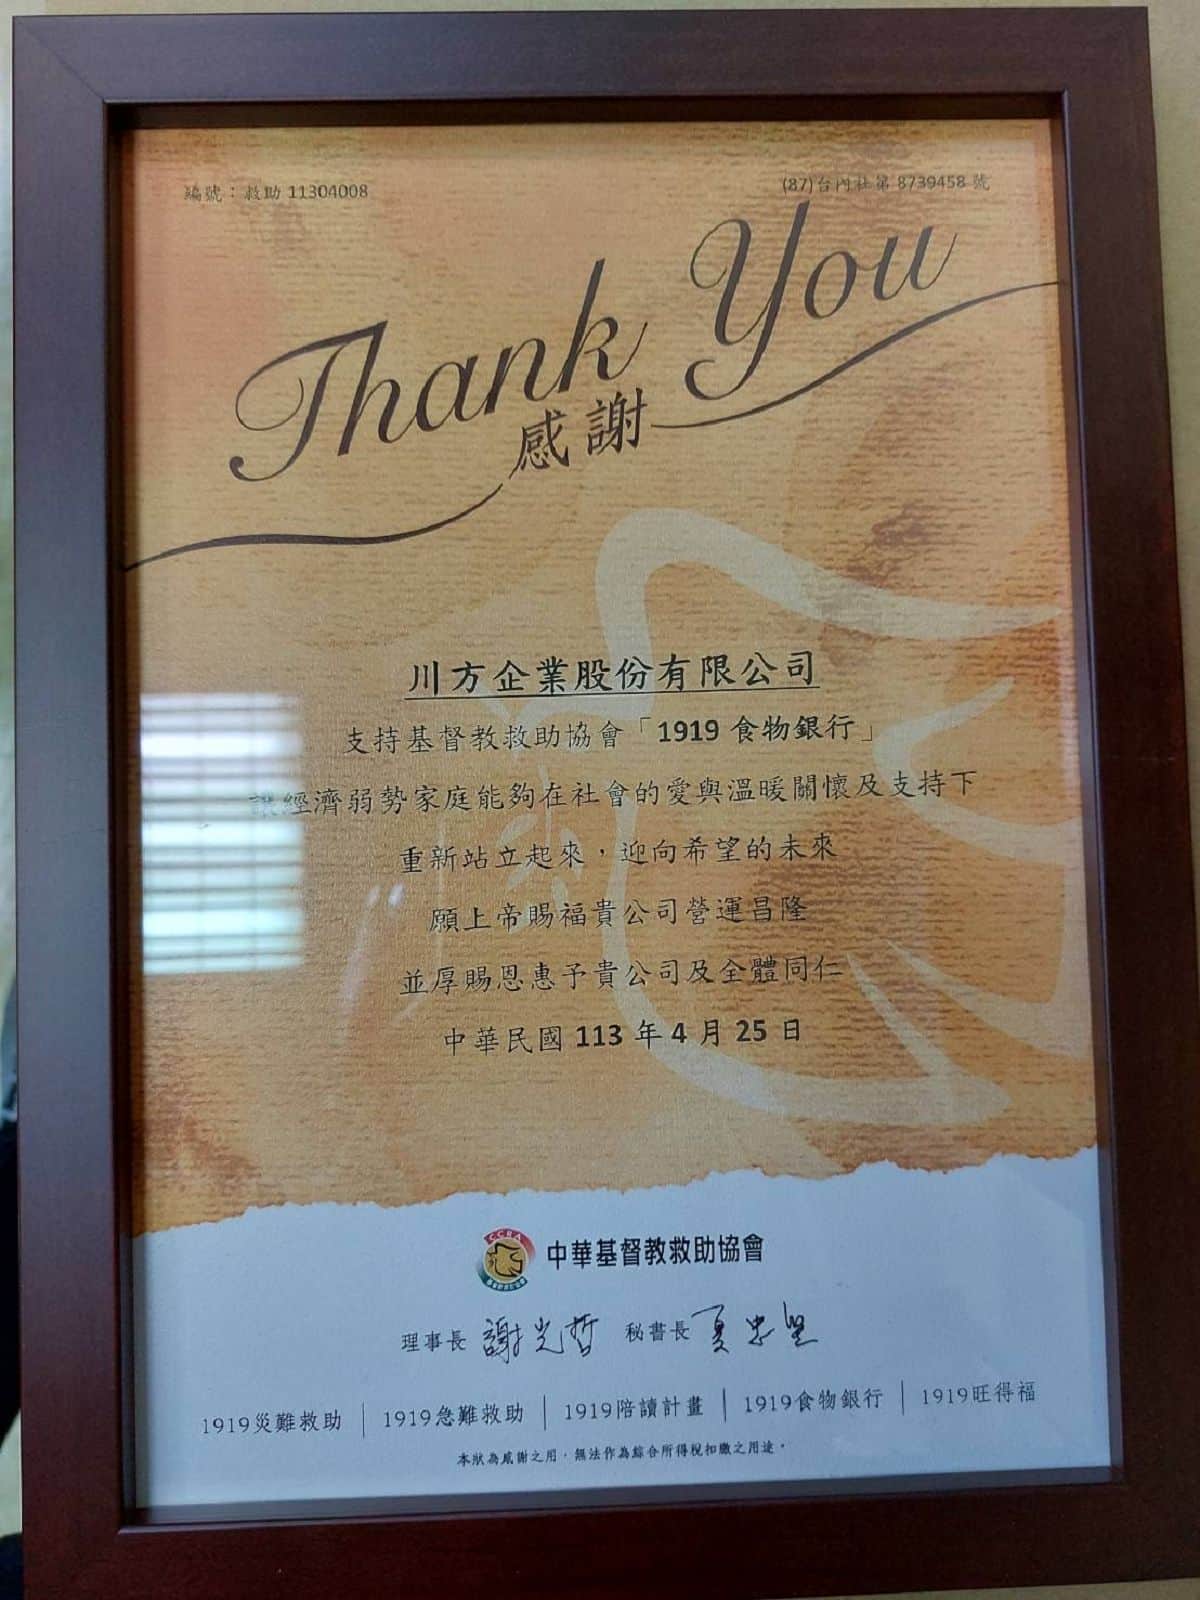 編號：救助 11304008
(87)台內社第 8739458 號
Thank You
感謝
川方企業股份有限公司
支持基督教救助協會「1919 食物銀行」
讓經濟弱勢家庭能夠在社會的愛與溫暖關懷及支持下
重新站立起來，迎向希望的未來
願上帝賜福貴公司營運昌隆
並厚賜恩惠予貴公司及全體同仁
中華民國 113 年 4 月 25 日
CCRA
中華基督教救助協會
理事長 謝光哲 秘書長 夏忠堅
1919災難救助 | 1919急難救助 | 1919陪讀計畫 | 1919食物銀行 | 1919旺得福
本狀為感謝之用，無法作為綜合所得稅扣繳之用途。